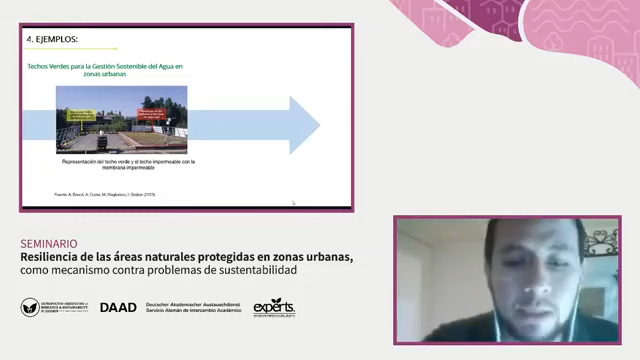 4. EJEMPLOS:
Techos Verdes para la Gestión Sostenible del Agua en
zonas urbanas
Representación del techo verde y el techo impermeable con la
membrana impermeable
SEMINARIO
Resiliencia de las áreas naturales protegidas en zonas urbanas,
como mecanismo contra problemas de sustentabilidad
DAAD
Deutscher Akademischer Austauschdienst
Servicio Alemán de Intercambio Académico
experts